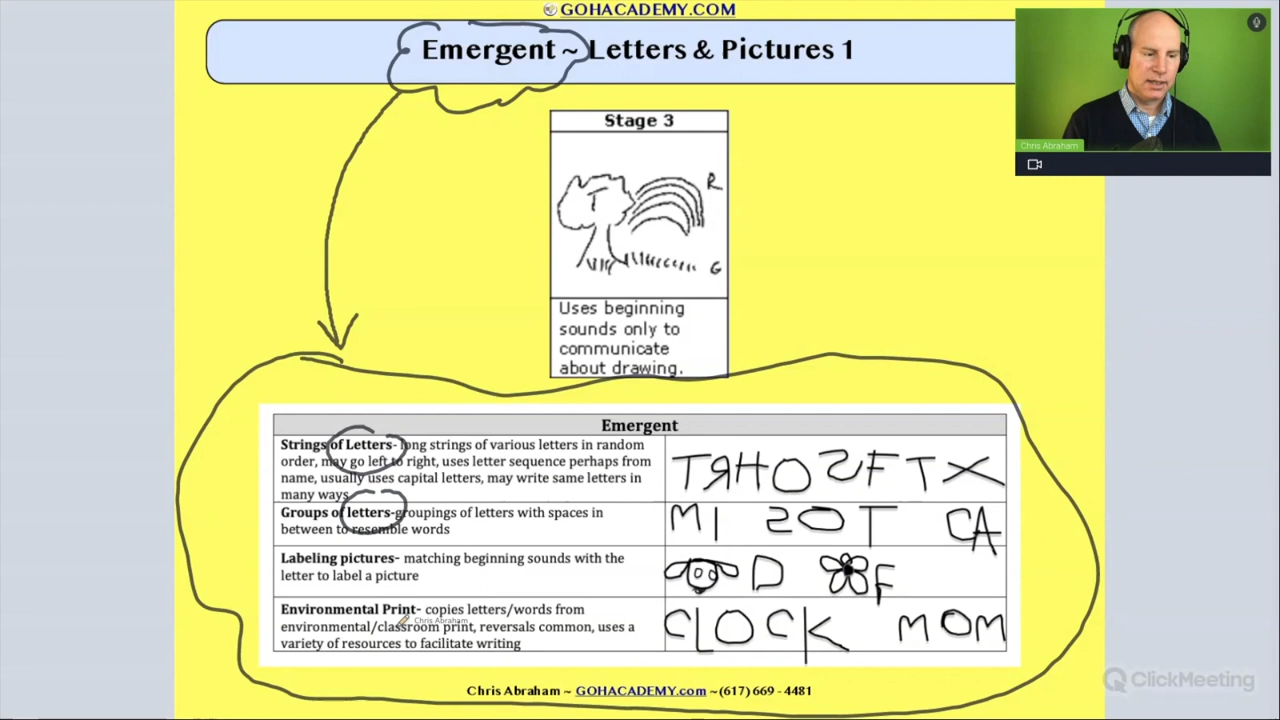 GOHACADEMY.COM
Emergent ~ Letters & Pictures 1
Chris Abraham
Stage 3
T
R
G
Uses beginning
sounds only to
communicate
about drawing.
Emergent
Strings of Letters- long strings of various letters in random
order, may go left to right, uses letter sequence perhaps from
name, usually uses capital letters, may write same letters in
many ways
TRHOSFTX
Groups of letters-groupings of letters with spaces in
between to resemble words
MI SOT CA
Labeling pictures- matching beginning sounds with the
letter to label a picture
D F
Environmental Print- copies letters/words from
environmental/classroom print, reversals common, uses a
variety of resources to facilitate writing
CLOCK MOM
Chris Abraham
Chris Abraham ~ GOHACADEMY.com ~(617) 669 - 4481
ClickMeeting